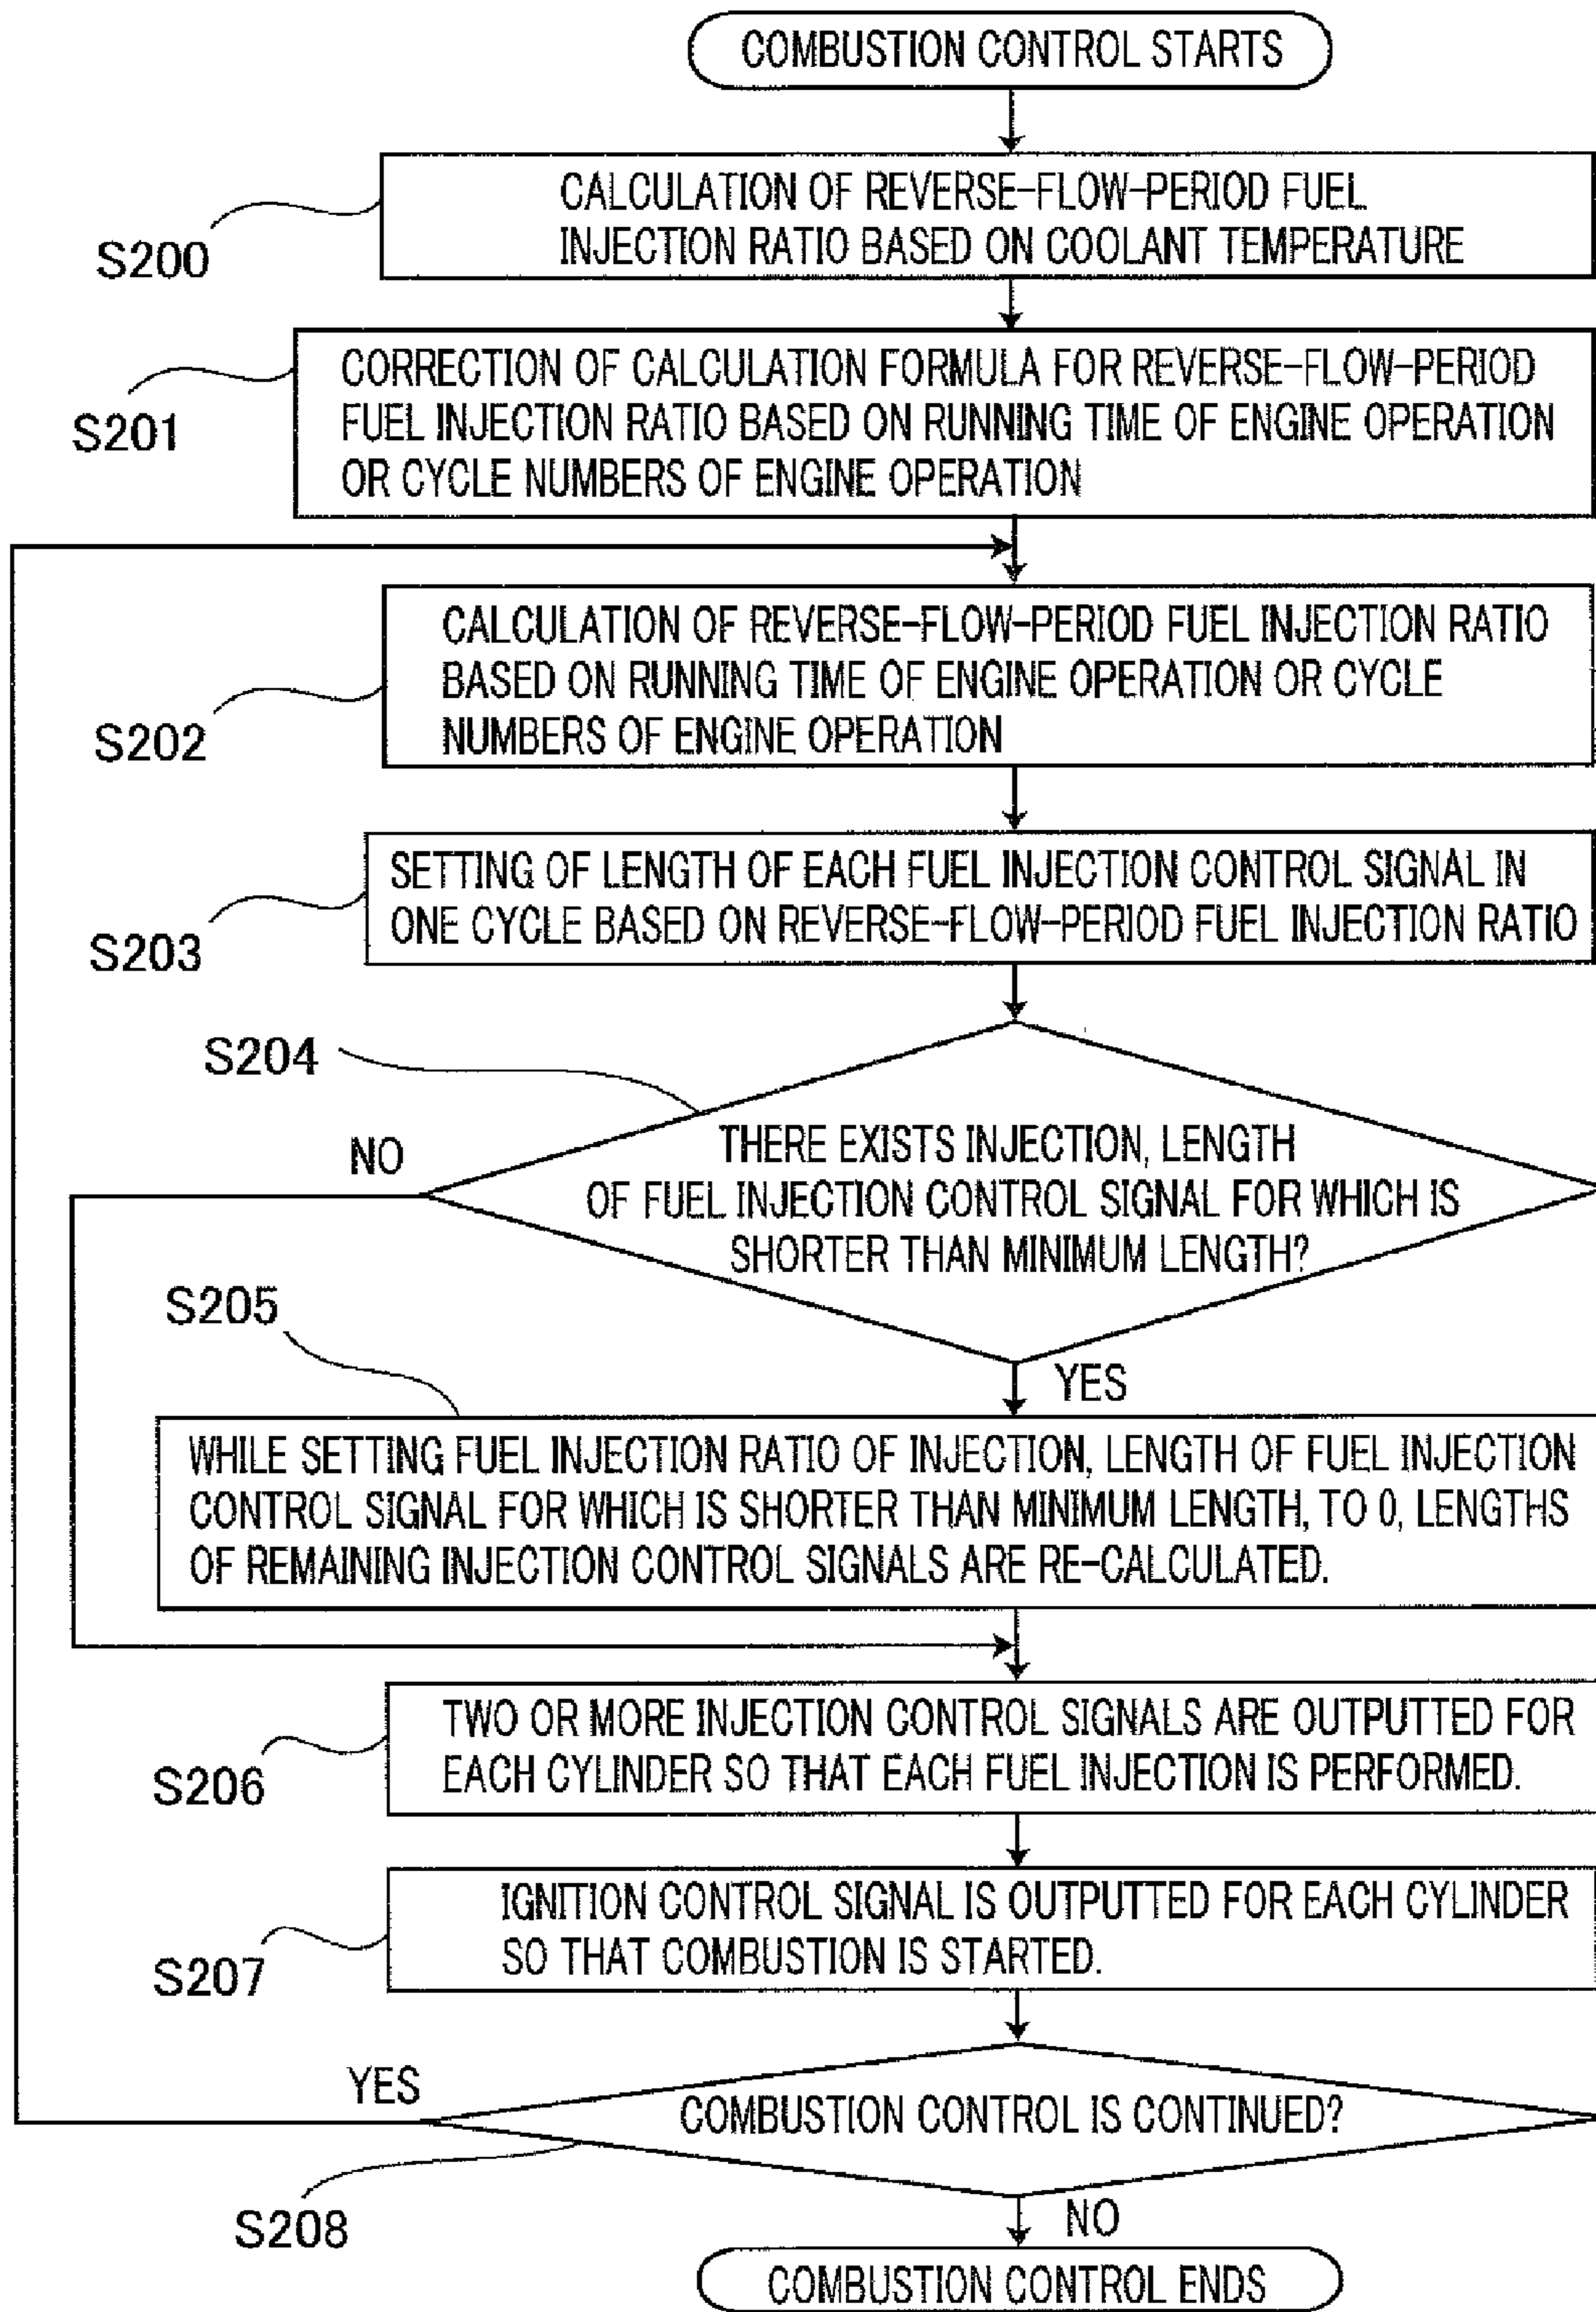 COMBUSTION CONTROL STARTS
S200
CALCULATION OF REVERSE-FLOW-PERIOD FUEL
INJECTION RATIO BASED ON COOLANT TEMPERATURE
S201
CORRECTION OF CALCULATION FORMULA FOR REVERSE-FLOW-PERIOD
FUEL INJECTION RATIO BASED ON RUNNING TIME OF ENGINE OPERATION
OR CYCLE NUMBERS OF ENGINE OPERATION
S202
CALCULATION OF REVERSE-FLOW-PERIOD FUEL INJECTION RATIO
BASED ON RUNNING TIME OF ENGINE OPERATION OR CYCLE
NUMBERS OF ENGINE OPERATION
S203
SETTING OF LENGTH OF EACH FUEL INJECTION CONTROL SIGNAL IN
ONE CYCLE BASED ON REVERSE-FLOW-PERIOD FUEL INJECTION RATIO
S204
NO
THERE EXISTS INJECTION, LENGTH
OF FUEL INJECTION CONTROL SIGNAL FOR WHICH IS
SHORTER THAN MINIMUM LENGTH?
YES
S205
WHILE SETTING FUEL INJECTION RATIO OF INJECTION, LENGTH OF FUEL INJECTION
CONTROL SIGNAL FOR WHICH IS SHORTER THAN MINIMUM LENGTH, TO 0, LENGTHS
OF REMAINING INJECTION CONTROL SIGNALS ARE RE-CALCULATED.
S206
TWO OR MORE INJECTION CONTROL SIGNALS ARE OUTPUTTED FOR
EACH CYLINDER SO THAT EACH FUEL INJECTION IS PERFORMED.
S207
IGNITION CONTROL SIGNAL IS OUTPUTTED FOR EACH CYLINDER
SO THAT COMBUSTION IS STARTED.
YES
COMBUSTION CONTROL IS CONTINUED?
S208
NO
COMBUSTION CONTROL ENDS